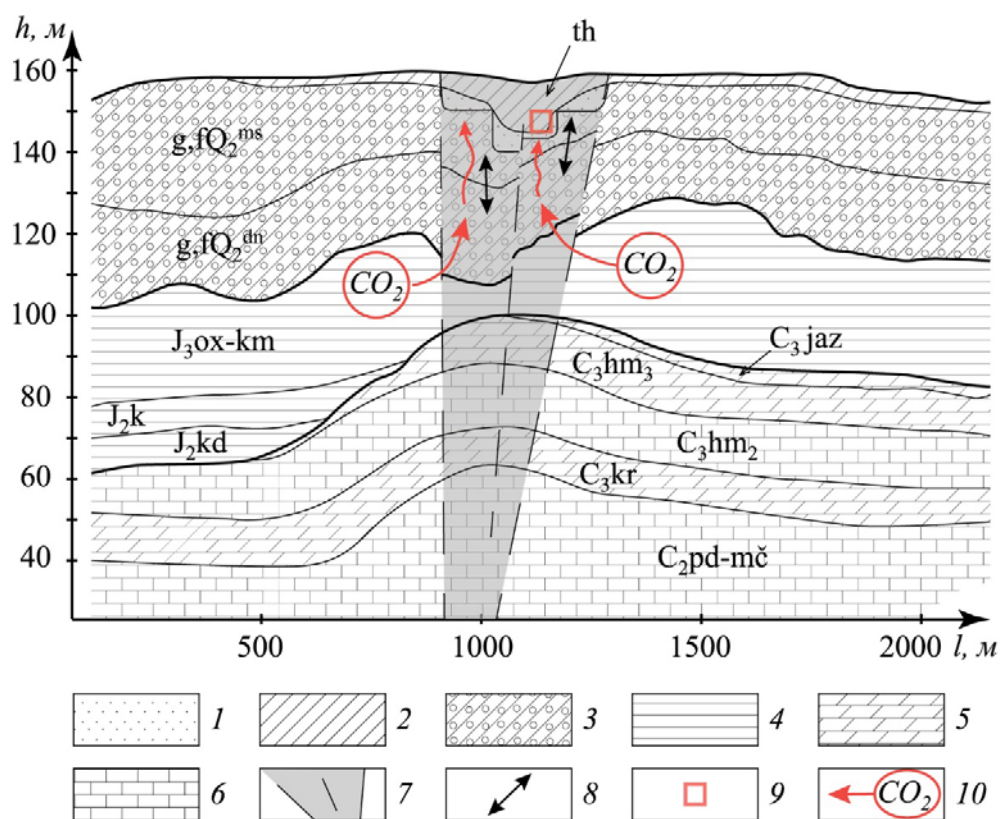 h, м
th
160
140
120
100
80
60
40
g,fQ₂ᵐˢ
g,fQ₂ᵈⁿ
CO₂
CO₂
J₃ox-km
J₂k
J₂kd
C₃jaz
C₃hm₃
C₃hm₂
C₃kr
C₂pd-mč
500 1000 1500 2000 l, м
1 2 3 4 5
6 7 8 9 CO₂ 10